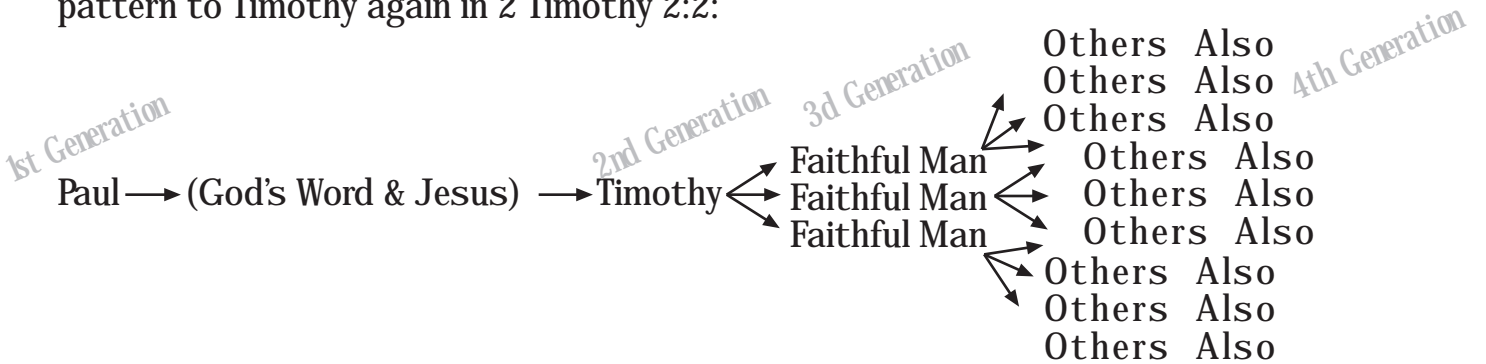 pattern to Timothy again in 2 Timothy 2:2:
1st Generation
2nd Generation
3d Generation
4th Generation
Others Also
Others Also
Others Also
Paul (God's Word & Jesus) Timothy
Faithful Man
Faithful Man
Faithful Man
Others Also
Others Also
Others Also
Others Also
Others Also
Others Also